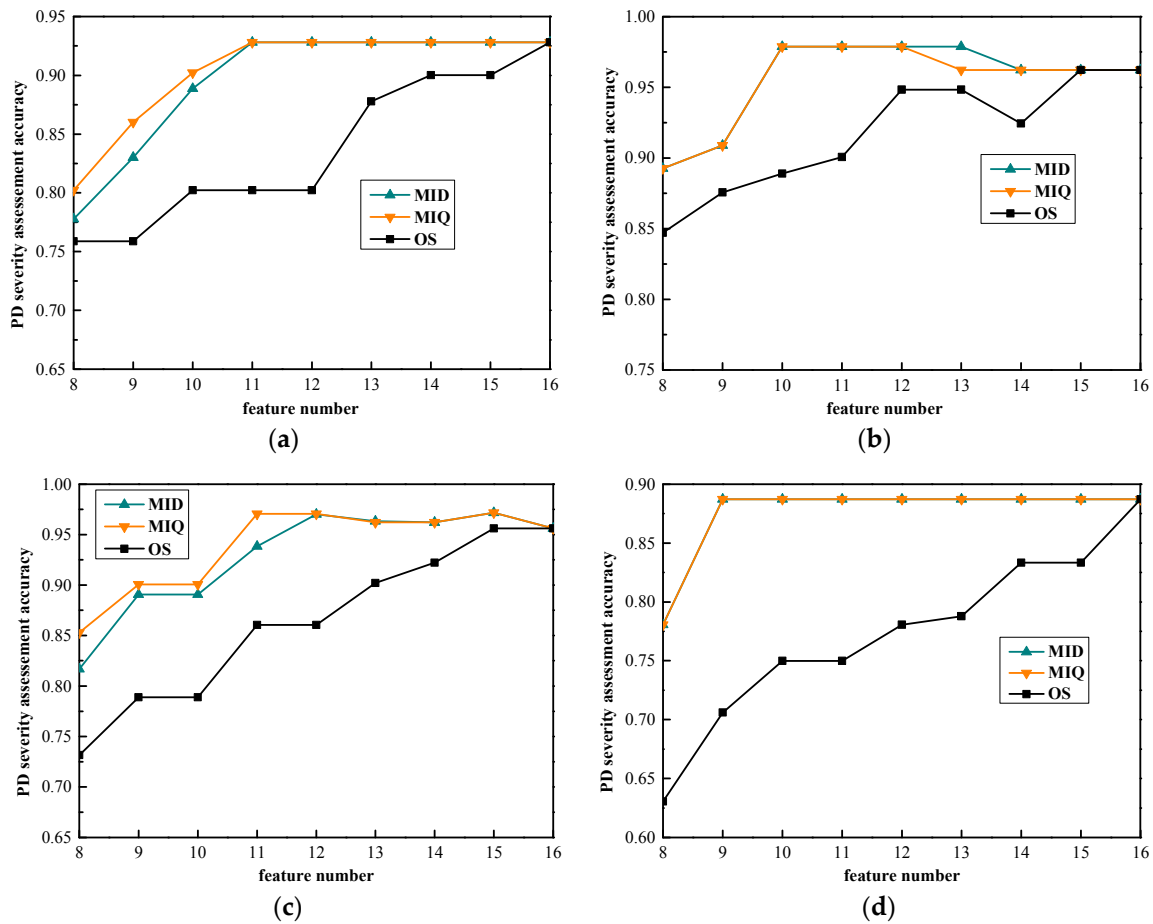 0.95
0.90
0.85
0.80
0.75
0.70
0.65
PD severity assessement accuracy
MID
MIQ
OS
8 9 10 11 12 13 14 15 16
feature number
(a)
1.00
0.95
0.90
0.85
0.80
0.75
PD severity assessement accuracy
MID
MIQ
OS
8 9 10 11 12 13 14 15 16
feature number
(b)
1.00
0.95
0.90
0.85
0.80
0.75
0.70
0.65
PD severity assessement accuracy
MID
MIQ
OS
8 9 10 11 12 13 14 15 16
feature number
(c)
0.90
0.85
0.80
0.75
0.70
0.65
0.60
PD severity assessment accuracy
MID
MIQ
OS
8 9 10 11 12 13 14 15 16
feature number
(d)